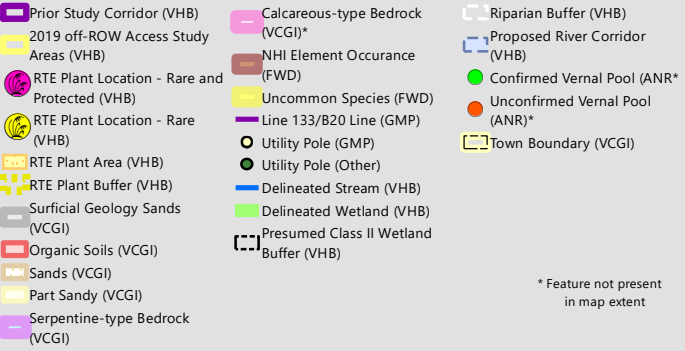 Prior Study Corridor (VHB)
2019 off-ROW Access Study
Areas (VHB)
RTE Plant Location - Rare and
Protected (VHB)
RTE Plant Location - Rare
(VHB)
RTE Plant Area (VHB)
RTE Plant Buffer (VHB)
Surficial Geology Sands
(VCGI)
Organic Soils (VCGI)
Sands (VCGI)
Part Sandy (VCGI)
Serpentine-type Bedrock
(VCGI)
Calcareous-type Bedrock
(VCGI)*
NHI Element Occurance
(FWD)
Uncommon Species (FWD)
Line 133/B20 Line (GMP)
Utility Pole (GMP)
Utility Pole (Other)
Delineated Stream (VHB)
Delineated Wetland (VHB)
Presumed Class II Wetland
Buffer (VHB)
Riparian Buffer (VHB)
Proposed River Corridor
(VHB)
Confirmed Vernal Pool (ANR)*
Unconfirmed Vernal Pool
(ANR)*
Town Boundary (VCGI)
* Feature not present
in map extent